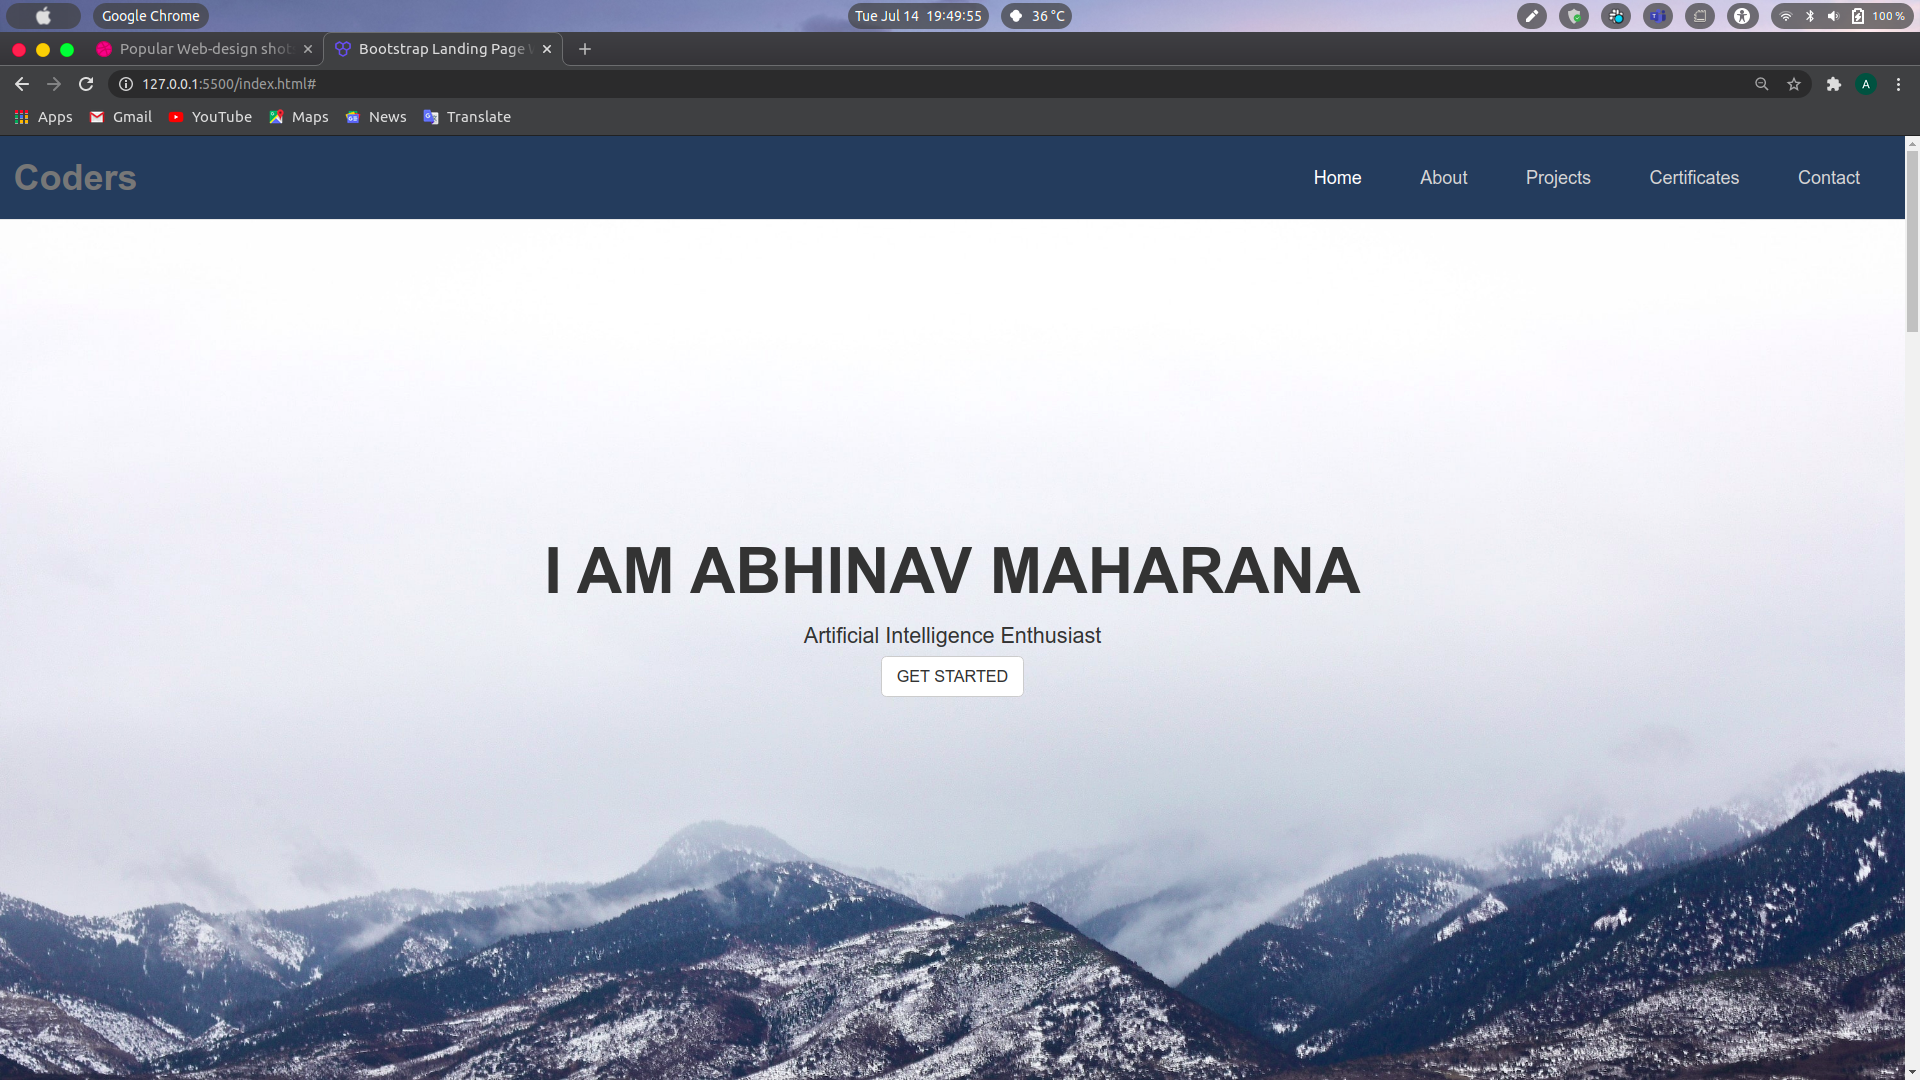 Google Chrome
Tue Jul 14 19:49:55
36 °C
100 %
Popular Web-design shot
Bootstrap Landing Page W
127.0.0.1:5500/index.html#
A
Apps
Gmail
YouTube
Maps
News
Translate
Coders
Home
About
Projects
Certificates
Contact
I AM ABHINAV MAHARANA
Artificial Intelligence Enthusiast
GET STARTED